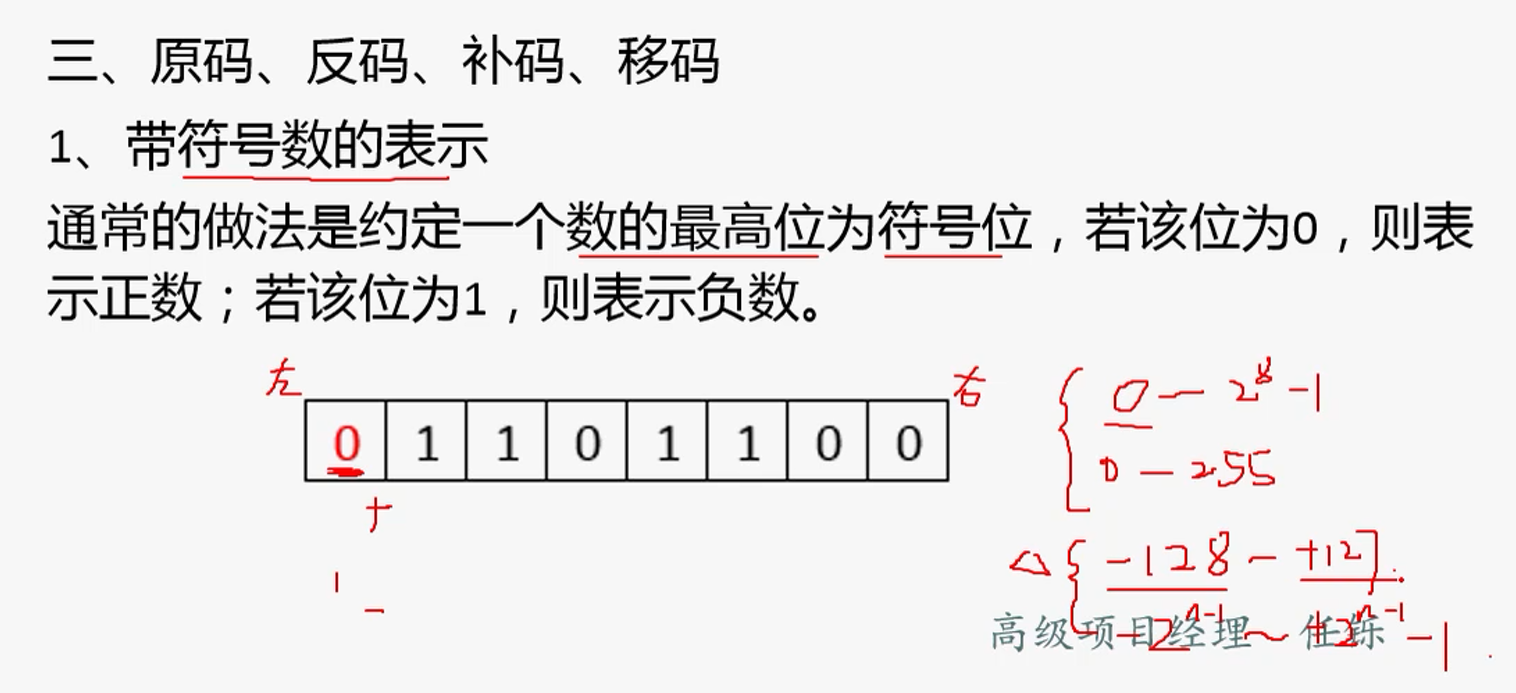 三、原码、反码、补码、移码
1、带符号数的表示
通常的做法是约定一个数的最高位为符号位，若该位为0，则表
示正数；若该位为1，则表示负数。
左 右
0 1 1 0 1 1 0 0
+
1
-
0 — 2^8 -1
0 — 255
△ -128 - +127.
-2^n-1 ~ +2^n-1 -1
高级项目经理 任铄